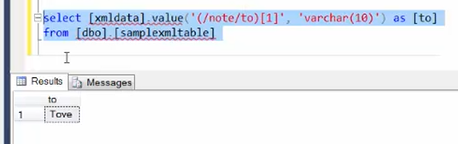 select [xmldata].value('(/note/to)[1]', 'varchar(10)') as [to]
from [dbo].[samplexmltable]
Results Messages
to
1 Tove